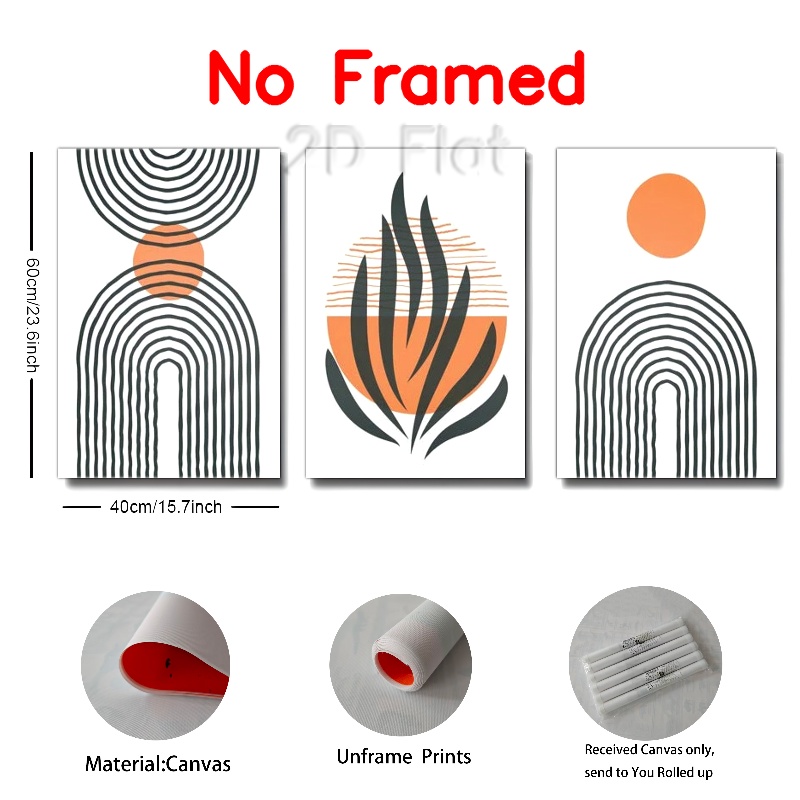 No Framed
2D Flat
60cm/23.6inch
40cm/15.7inch
Material:Canvas
Unframe Prints
Received Canvas only,
send to You Rolled up